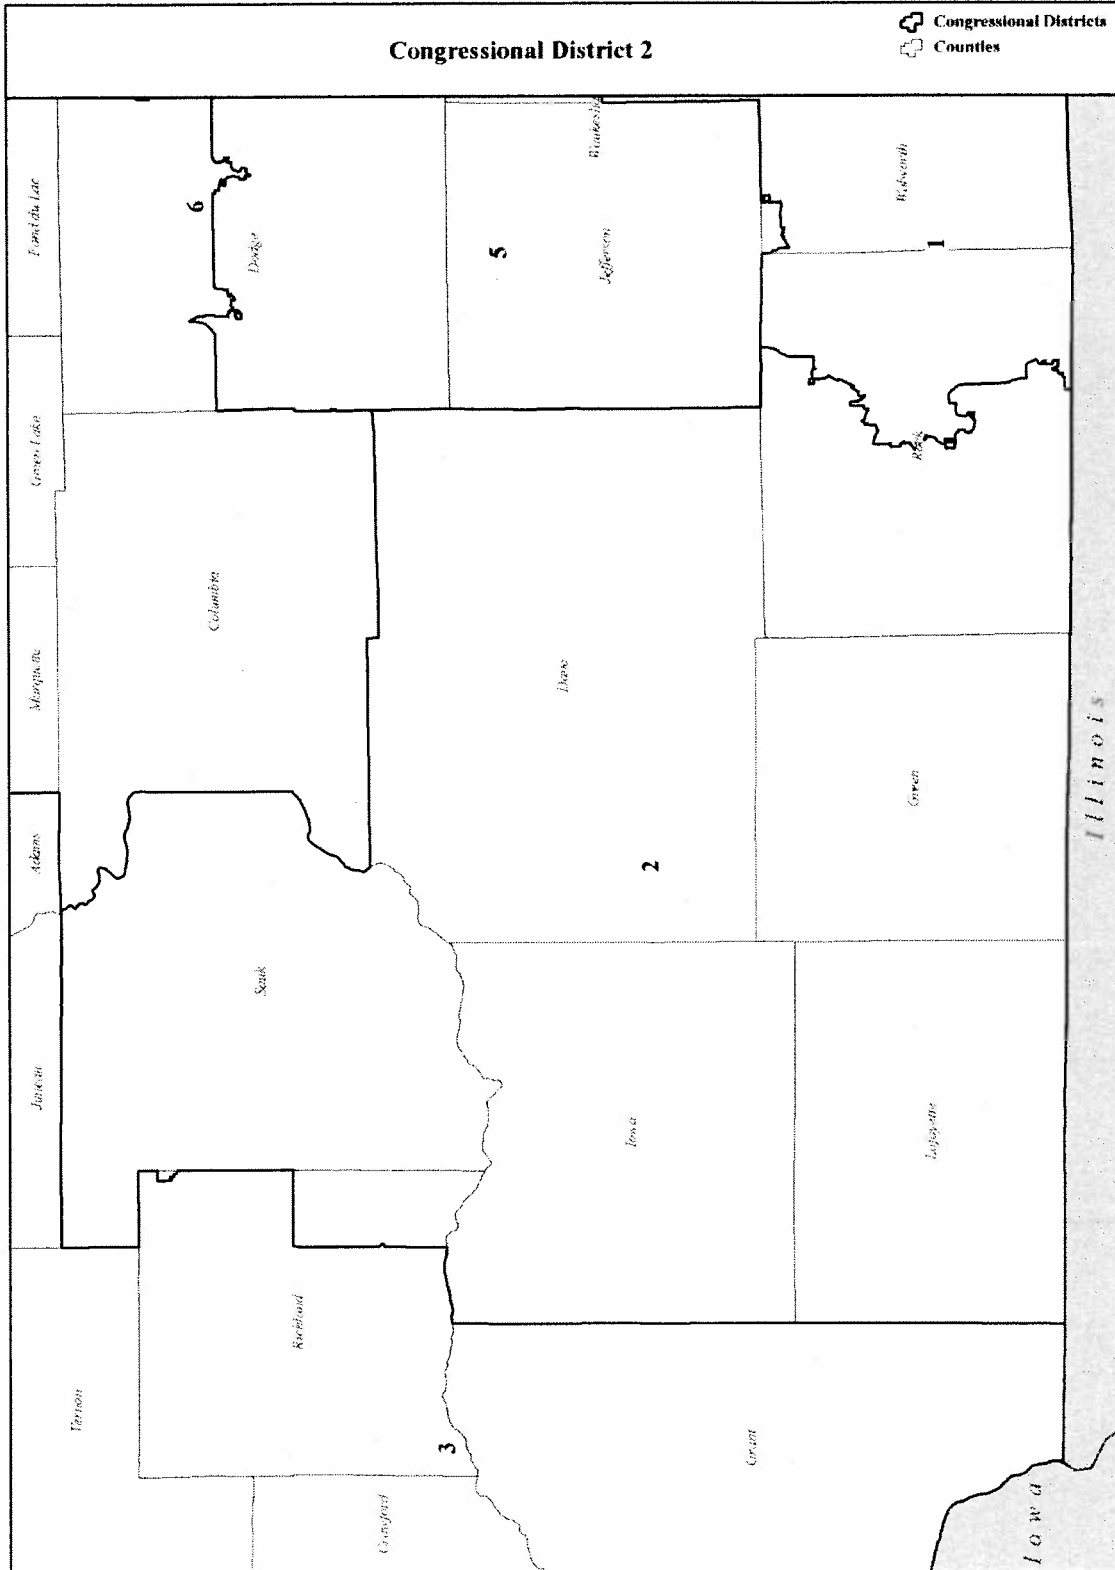 Congressional District 2
Congressional Districts
Counties
Fond du Lac
Green Lake
Marquette
Adams
Juneau
Vernon
6
Dodge
Columbia
Sauk
Richland
Crawford
3
5
Jefferson
Waukesha
Dane
2
Iowa
Grant
Walworth
1
Rock
Green
Lafayette
Illinois
Iowa